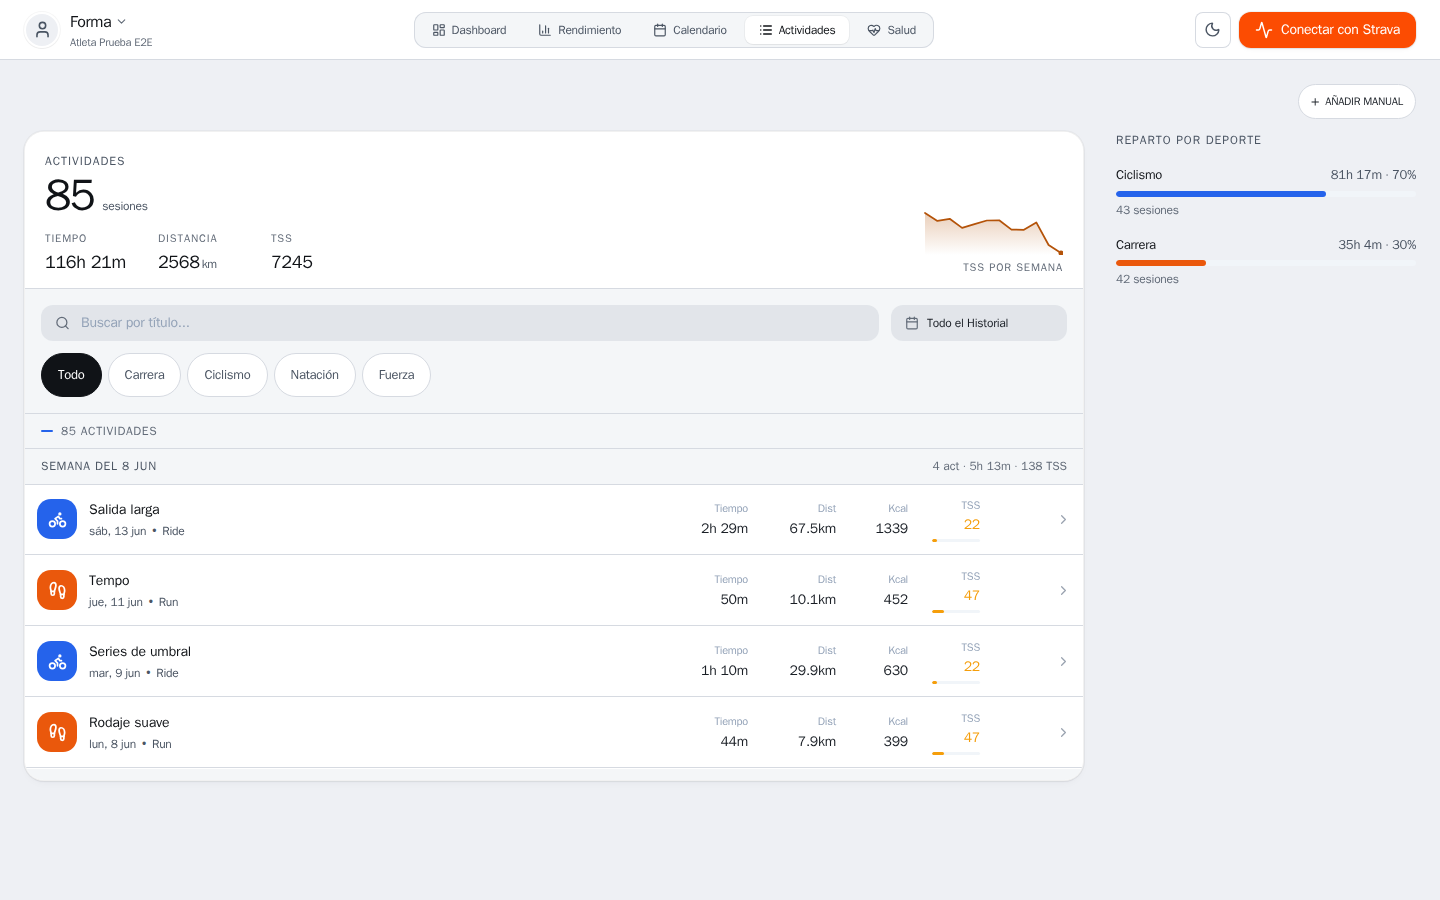 Forma
Atleta Prueba E2E
Dashboard
Rendimiento
Calendario
Actividades
Salud
Conectar con Strava
+ AÑADIR MANUAL
ACTIVIDADES
85 sesiones
TIEMPO DISTANCIA TSS
116h 21m 2568 km 7245
TSS POR SEMANA
Buscar por título...
Todo el Historial
Todo
Carrera
Ciclismo
Natación
Fuerza
85 ACTIVIDADES
SEMANA DEL 8 JUN
4 act · 5h 13m · 138 TSS
Salida larga
sáb, 13 jun • Ride
Tiempo Dist Kcal TSS
2h 29m 67.5km 1339 22
Tempo
jue, 11 jun • Run
Tiempo Dist Kcal TSS
50m 10.1km 452 47
Series de umbral
mar, 9 jun • Ride
Tiempo Dist Kcal TSS
1h 10m 29.9km 630 22
Rodaje suave
lun, 8 jun • Run
Tiempo Dist Kcal TSS
44m 7.9km 399 47
REPARTO POR DEPORTE
Ciclismo 81h 17m · 70%
43 sesiones
Carrera 35h 4m · 30%
42 sesiones